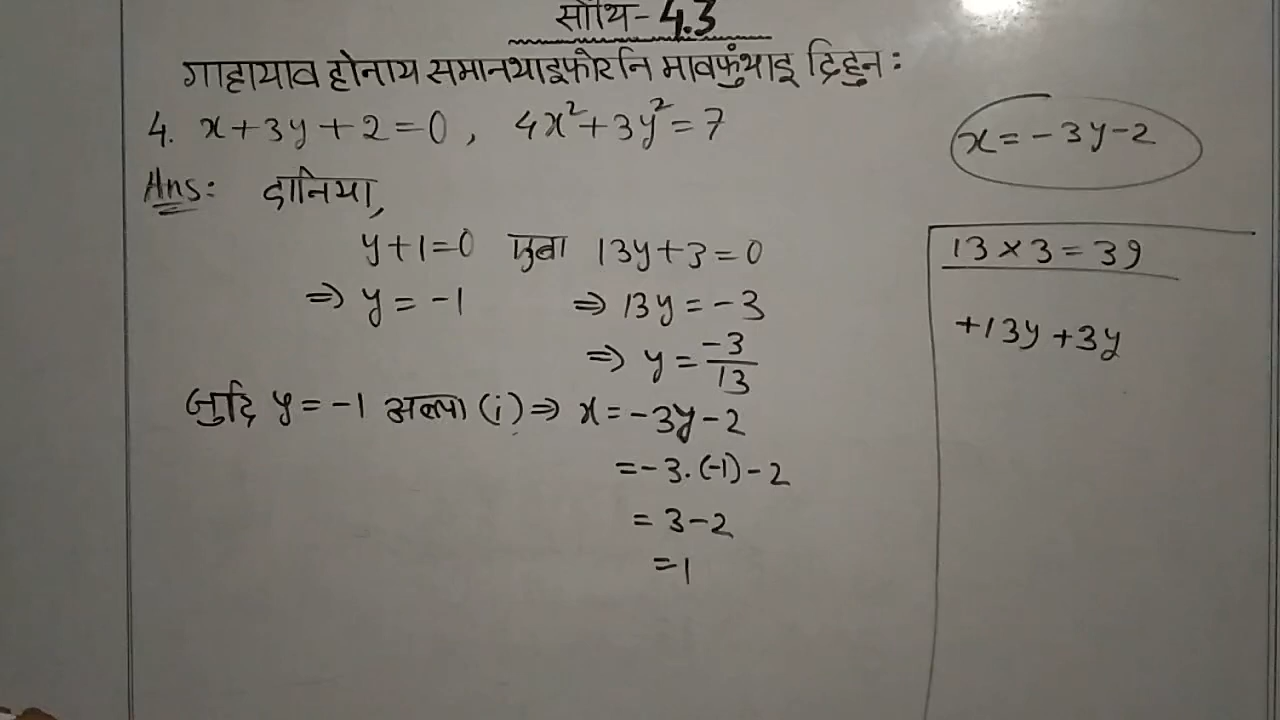 सोथि- 4.3
गाहायाव होनाय समानथाइफोरनि मावफुंथाइ दिहुन :
4. x+3y+2=0, 4x²+3y²=7
Ans: दानिया,
y+1=0 एबा 13y+3=0
⇒ y = -1 ⇒ 13y = -3
⇒ y = -3/13
जुदि y = -1 अब्ला (i) ⇒ x = -3y-2
= -3.(-1)-2
= 3-2
= 1
x = -3y-2
13 × 3 = 39
+13y +3y